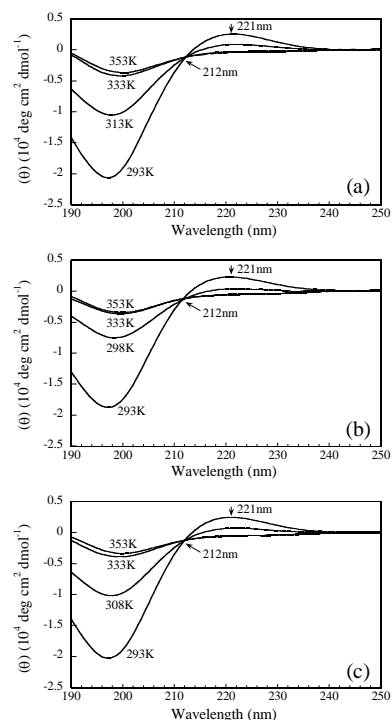 0.5
221nm
0
353K
333K
212nm
-0.5
-1
313K
-1.5
-2
293K
(a)
-2.5
190 200 210 220 230 240 250
Wavelength (nm)
(θ) (10⁴ deg cm² dmol⁻¹)
0.5
221nm
0
353K
333K
212nm
-0.5
298K
-1
-1.5
-2
293K
(b)
-2.5
190 200 210 220 230 240 250
Wavelength (nm)
(θ) (10⁴ deg cm² dmol⁻¹)
0.5
221nm
0
353K
333K
212nm
-0.5
-1
308K
-1.5
-2
293K
(c)
-2.5
190 200 210 220 230 240 250
Wavelength (nm)
(θ) (10⁴ deg cm² dmol⁻¹)